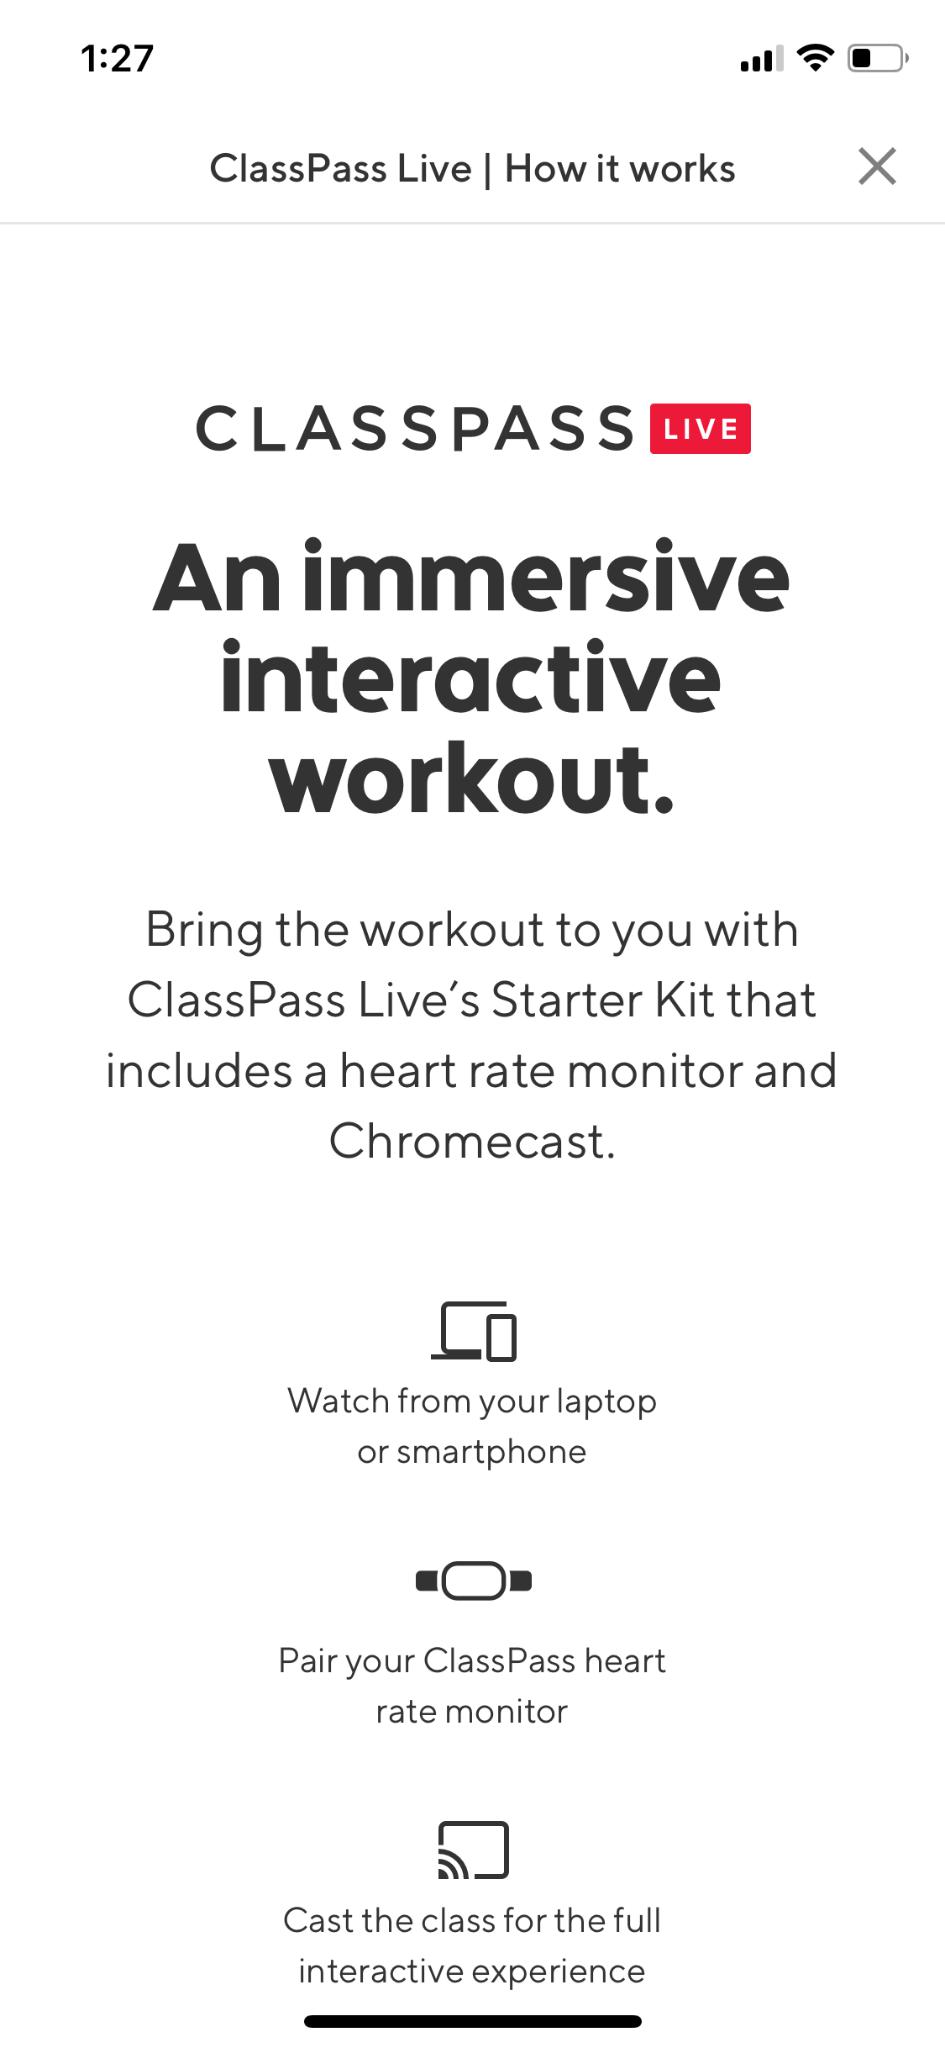 1:27
ClassPass Live | How it works
CLASSPASS LIVE
An immersive
interactive
workout.
Bring the workout to you with
ClassPass Live’s Starter Kit that
includes a heart rate monitor and
Chromecast.
Watch from your laptop
or smartphone
Pair your ClassPass heart
rate monitor
Cast the class for the full
interactive experience